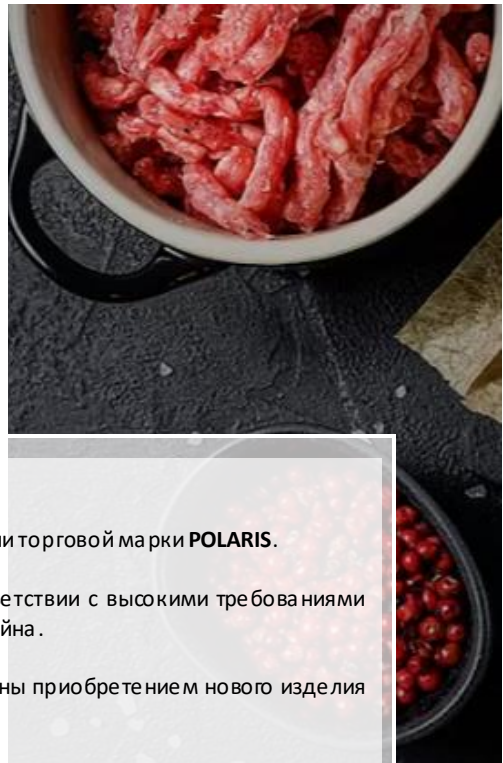 и торговой марки POLARIS.
етствии с высокими требованиями
йна.
ны приобретением нового изделия